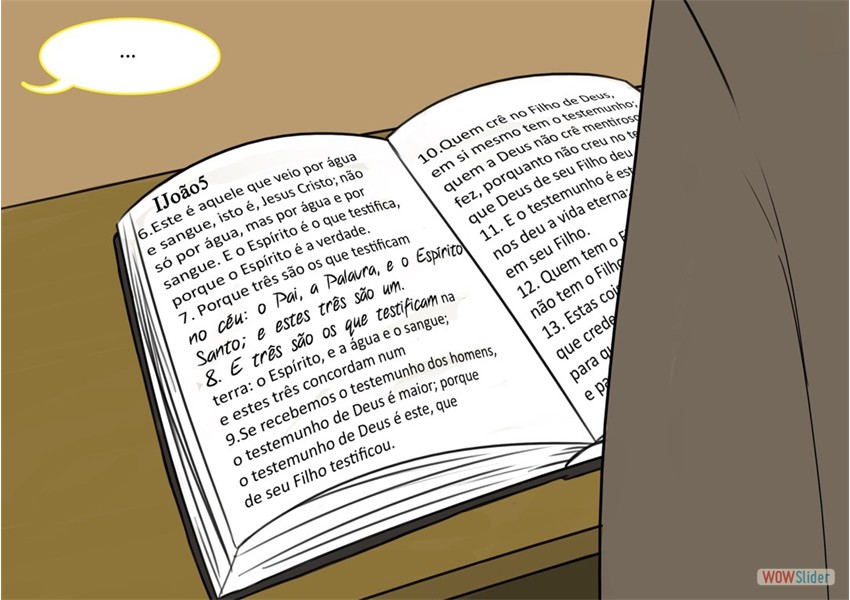 ...
IJoão5
6.Este é aquele que veio por água
e sangue, isto é, Jesus Cristo; não
só por água, mas por água e por
sangue. E o Espírito é o que testifica,
porque o Espírito é a verdade.
7. Porque três são os que testificam
no céu: o Pai, a Palavra, e o Espírito
Santo; e estes três são um.
8. E três são os que testificam na
terra: o Espírito, e a água e o sangue;
e estes três concordam num
9.Se recebemos o testemunho dos homens,
o testemunho de Deus é maior; porque
o testemunho de Deus é este, que
de seu Filho testificou.
10.Quem crê no Filho de Deus,
em si mesmo tem o testemunho;
quem a Deus não crê mentiroso
fez, porquanto não creu no te
que Deus de seu Filho deu
11. E o testemunho é est
nos deu a vida eterna;
em seu Filho.
12. Quem tem o F
não tem o Filho
13. Estas coi
que crede
para qu
e pa
WOWSlider